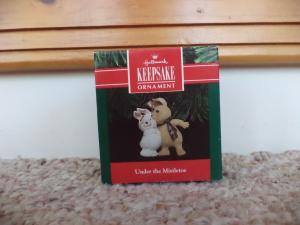 Hallmark
KEEPSAKE
ORNAMENT
Under the Mistletoe